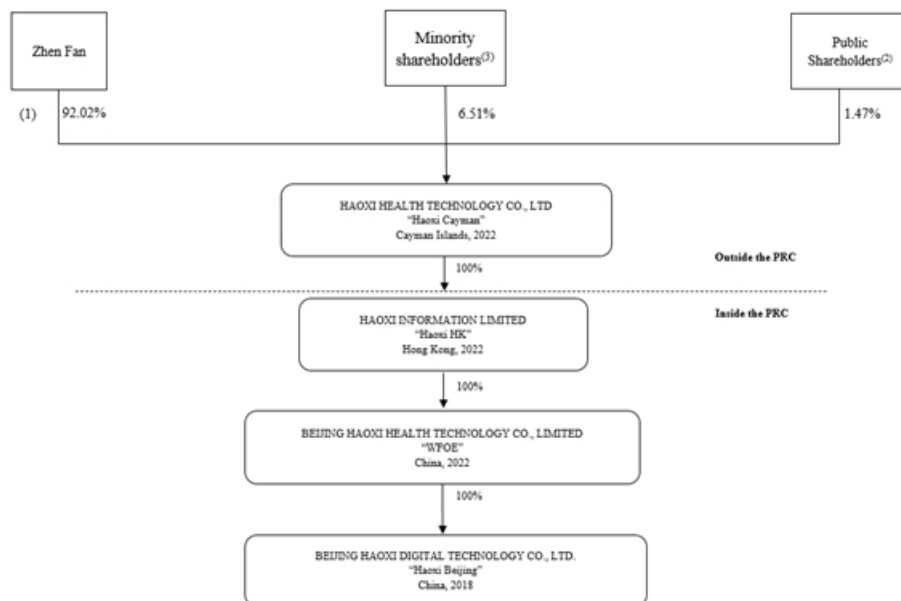 Zhen Fan
Minority
shareholders(3)
Public
Shareholders(2)
(1)
92.02%
6.51%
1.47%
HAOXI HEALTH TECHNOLOGY CO., LTD
“Haoxi Cayman”
Cayman Islands, 2022
Outside the PRC
100%
Inside the PRC
HAOXI INFORMATION LIMITED
“Haoxi HK”
Hong Kong, 2022
100%
BEIJING HAOXI HEALTH TECHNOLOGY CO., LIMITED
“WFOE”
China, 2022
100%
BEIJING HAOXI DIGITAL TECHNOLOGY CO., LTD.
“Haoxi Beijing”
China, 2018